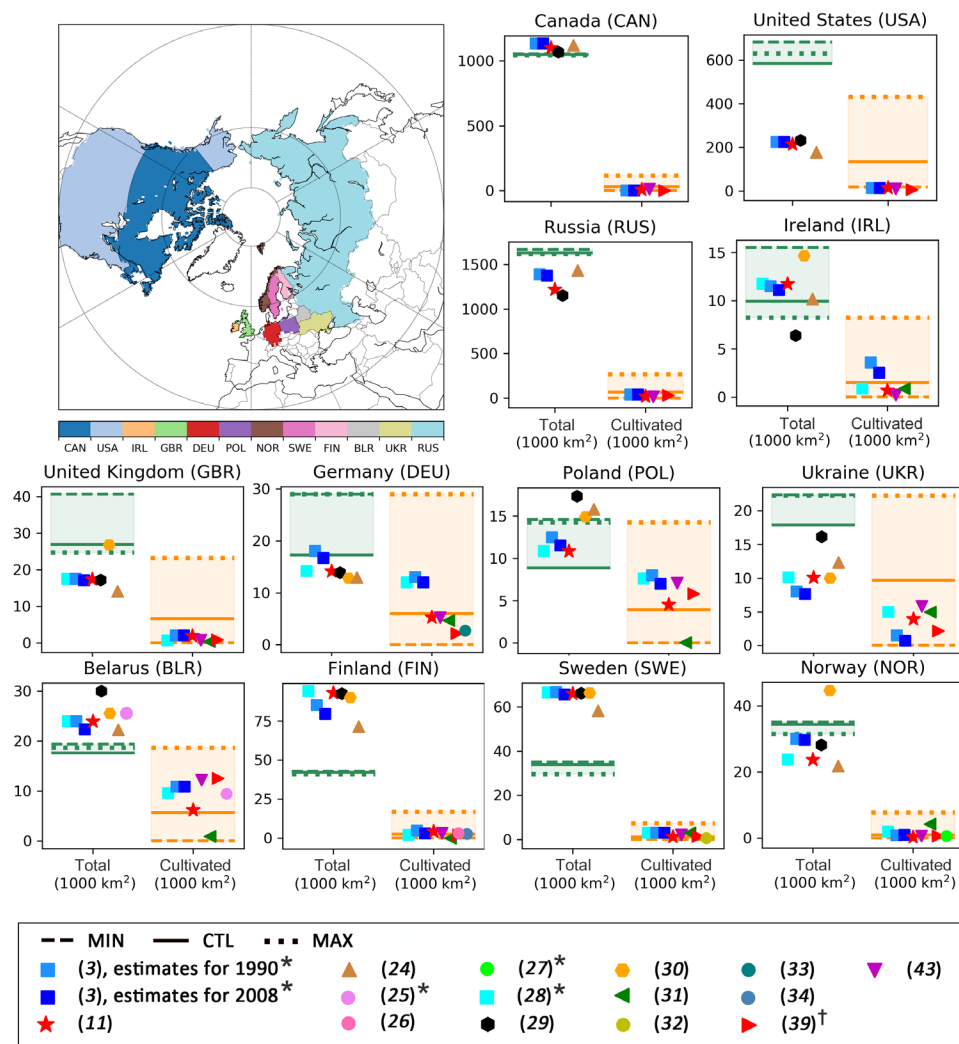 Canada (CAN)
1000
500
0
United States (USA)
600
400
200
0
Russia (RUS)
1500
1000
500
0
Total
(1000 km²)
Cultivated
(1000 km²)
Ireland (IRL)
15
10
5
0
Total
(1000 km²)
Cultivated
(1000 km²)
CAN USA IRL GBR DEU POL NOR SWE FIN BLR UKR RUS
United Kingdom (GBR)
40
30
20
10
0
Germany (DEU)
30
20
10
0
Poland (POL)
20
10
0
Ukraine (UKR)
20
15
10
5
0
Belarus (BLR)
30
20
10
0
Total
(1000 km²)
Cultivated
(1000 km²)
Finland (FIN)
75
50
25
0
Total
(1000 km²)
Cultivated
(1000 km²)
Sweden (SWE)
60
40
20
0
Total
(1000 km²)
Cultivated
(1000 km²)
Norway (NOR)
40
20
0
Total
(1000 km²)
Cultivated
(1000 km²)
MIN CTL MAX
(3), estimates for 1990* (24) (27)* (30) (33) (43)
(3), estimates for 2008* (25)* (28)* (31) (34)
(11) (26) (29) (32) (39)†